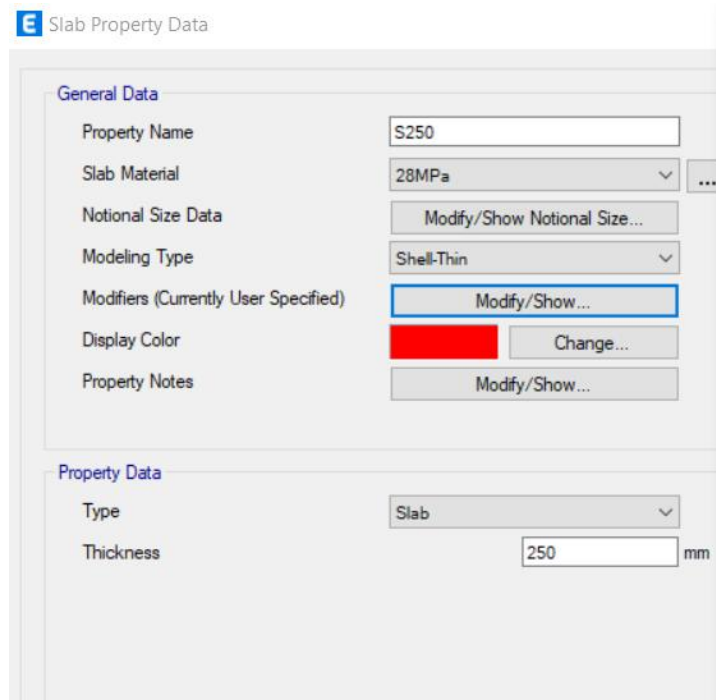 E Slab Property Data
General Data
Property Name S250
Slab Material 28MPa ...
Notional Size Data Modify/Show Notional Size...
Modeling Type Shell-Thin
Modifiers (Currently User Specified) Modify/Show...
Display Color Change...
Property Notes Modify/Show...
Property Data
Type Slab
Thickness 250 mm